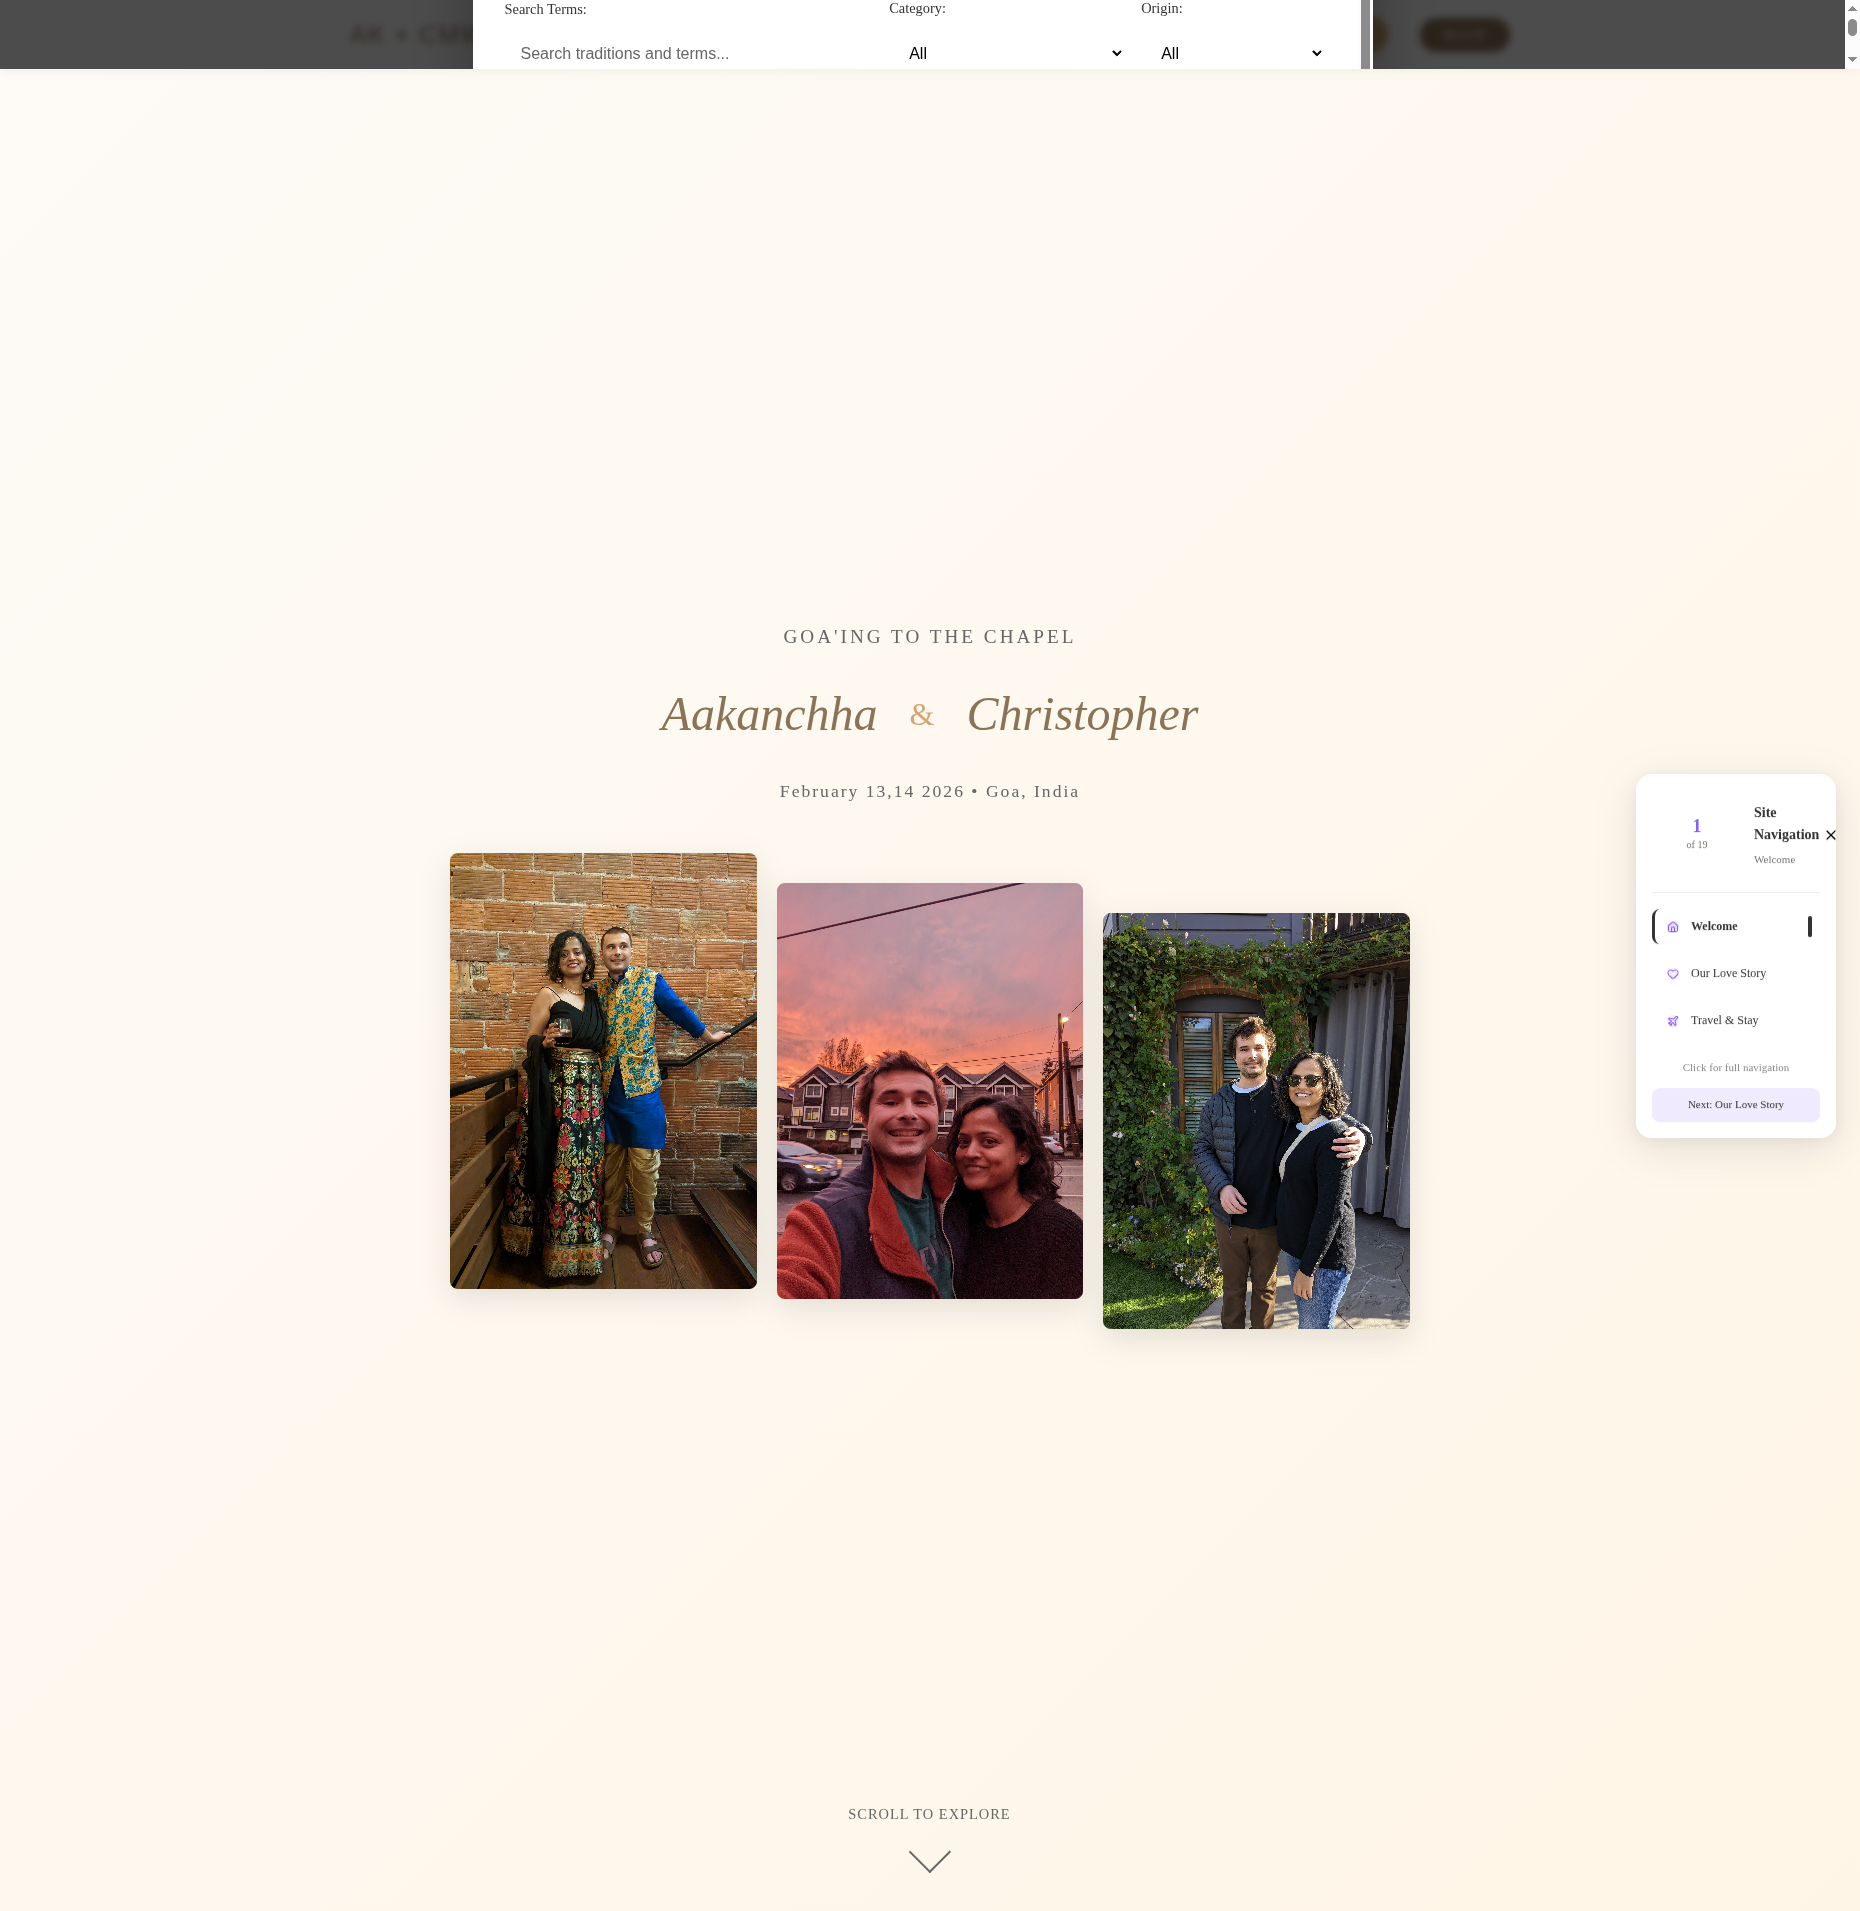 Search Terms:
Category:
Origin:
Search traditions and terms...
All
All
GOA'ING TO THE CHAPEL
Aakanchha & Christopher
February 13,14 2026 • Goa, India
1
of 19
Site
Navigation ×
Welcome
Welcome
Our Love Story
Travel & Stay
Click for full navigation
Next: Our Love Story
SCROLL TO EXPLORE